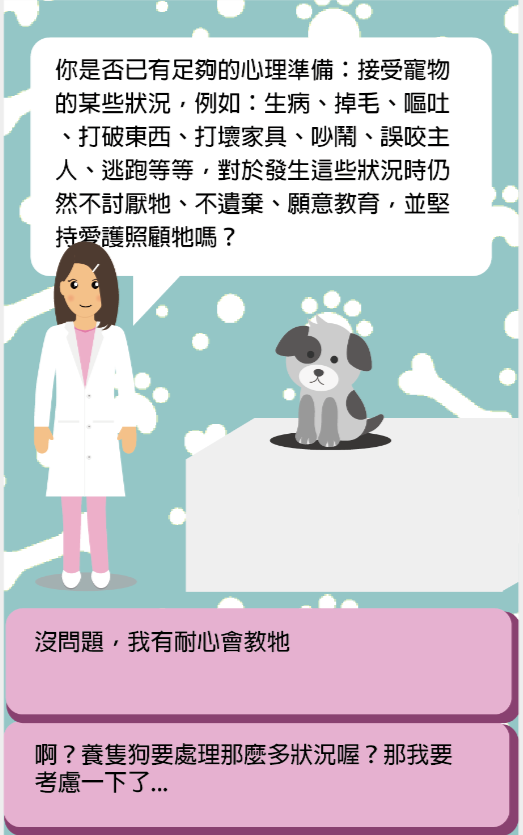 你是否已有足夠的心理準備：接受寵物
的某些狀況，例如：生病、掉毛、嘔吐
、打破東西、打壞家具、吵鬧、誤咬主
人、逃跑等等，對於發生這些狀況時仍
然不討厭牠、不遺棄、願意教育，並堅
持愛護照顧牠嗎？
沒問題，我有耐心會教牠
啊？養隻狗要處理那麼多狀況喔？那我要
考慮一下了...